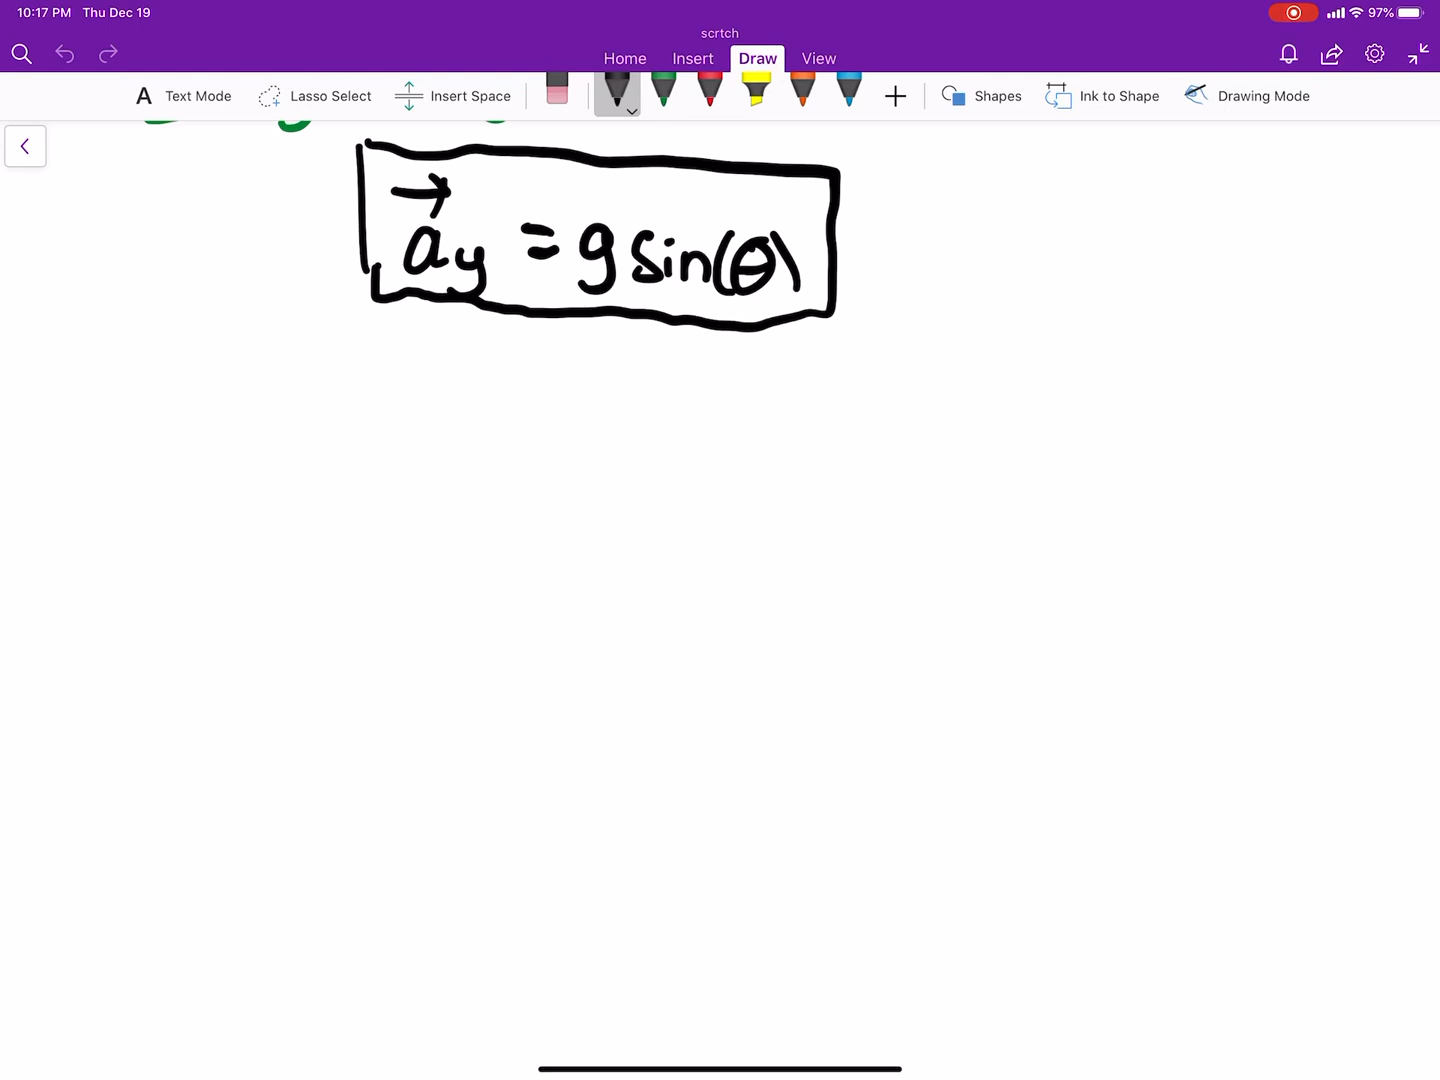 10:17 PM Thu Dec 19
97%
scrtch
Home Insert Draw View
A Text Mode Lasso Select Insert Space Shapes Ink to Shape Drawing Mode
a⃗y = g sin(θ)